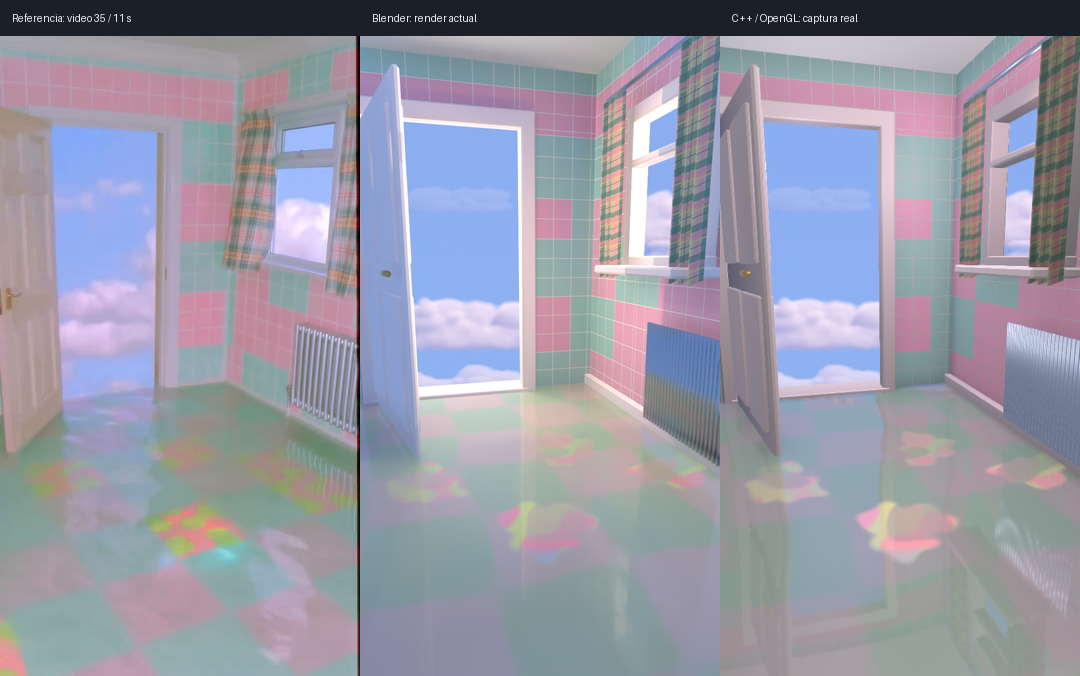 Referencia: video 35 / 11 s
Blender: render actual
C++ / OpenGL: captura real